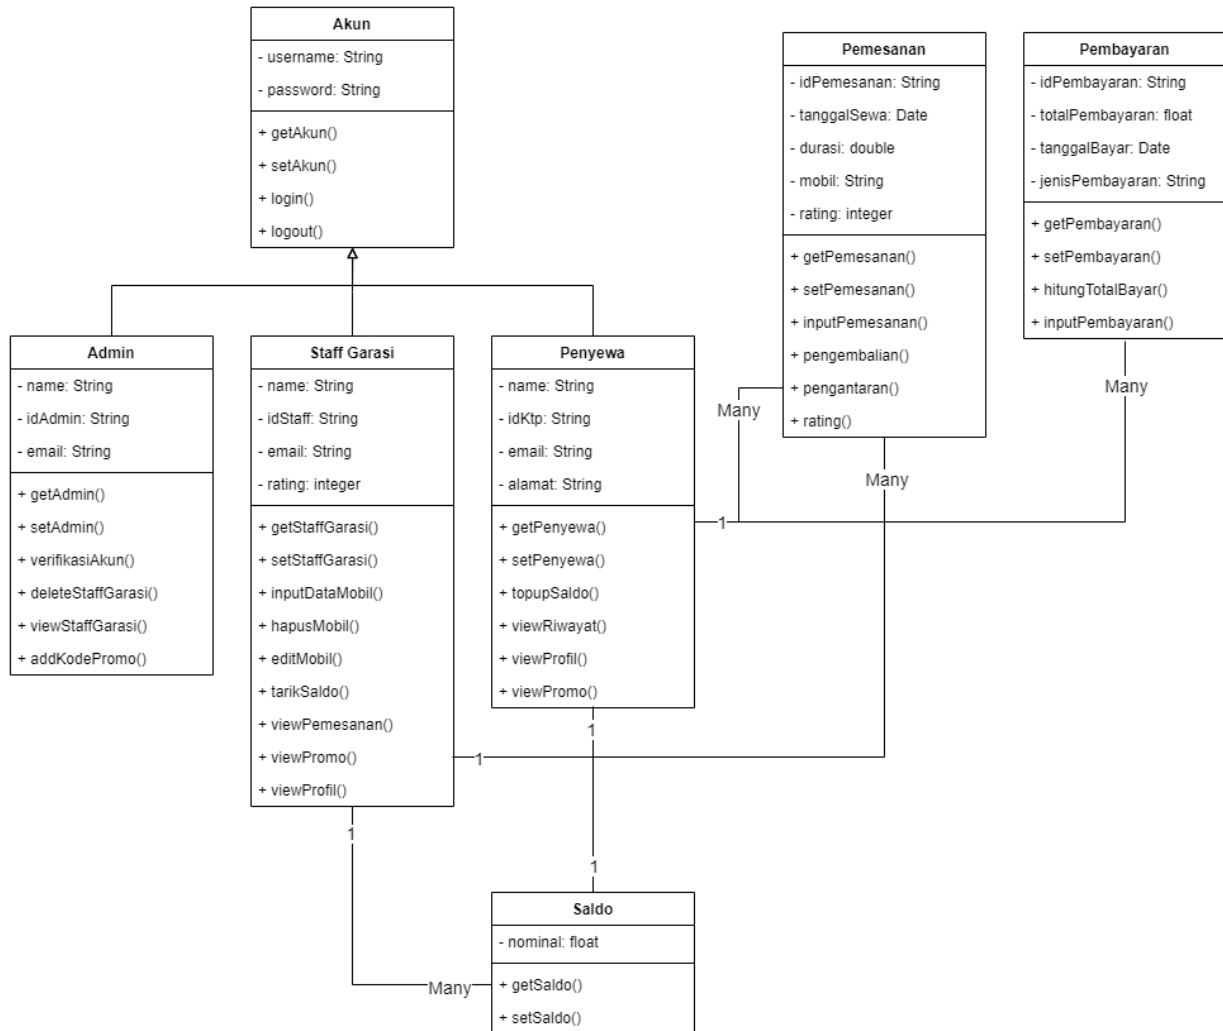 Akun
- username: String
- password: String
+ getAkun()
+ setAkun()
+ login()
+ logout()
Pemesanan
- idPemesanan: String
- tanggalSewa: Date
- durasi: double
- mobil: String
- rating: integer
+ getPemesanan()
+ setPemesanan()
+ inputPemesanan()
+ pengembalian()
+ pengantaran()
+ rating()
Pembayaran
- idPembayaran: String
- totalPembayaran: float
- tanggalBayar: Date
- jenisPembayaran: String
+ getPembayaran()
+ setPembayaran()
+ hitungTotalBayar()
+ inputPembayaran()
Admin
- name: String
- idAdmin: String
- email: String
+ getAdmin()
+ setAdmin()
+ verifikasiAkun()
+ deleteStaffGarasi()
+ viewStaffGarasi()
+ addKodePromo()
Staff Garasi
- name: String
- idStaff: String
- email: String
- rating: integer
+ getStaffGarasi()
+ setStaffGarasi()
+ inputDataMobil()
+ hapusMobil()
+ editMobil()
+ tarikSaldo()
+ viewPemesanan()
+ viewPromo()
+ viewProfil()
Penyewa
- name: String
- idKtp: String
- email: String
- alamat: String
+ getPenyewa()
+ setPenyewa()
+ topupSaldo()
+ viewRiwayat()
+ viewProfil()
+ viewPromo()
Many
Many
Many
1
1
1
1
1
Many
Saldo
- nominal: float
+ getSaldo()
+ setSaldo()